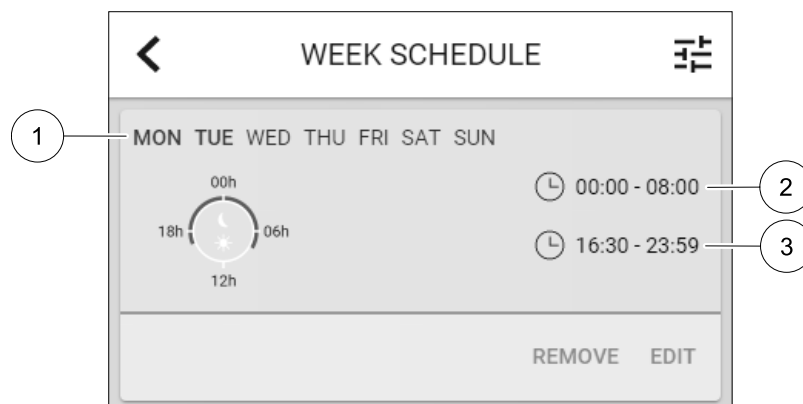 WEEK SCHEDULE
1
MON TUE WED THU FRI SAT SUN
00h
18h 06h
12h
00:00 - 08:00 2
16:30 - 23:59 3
REMOVE EDIT